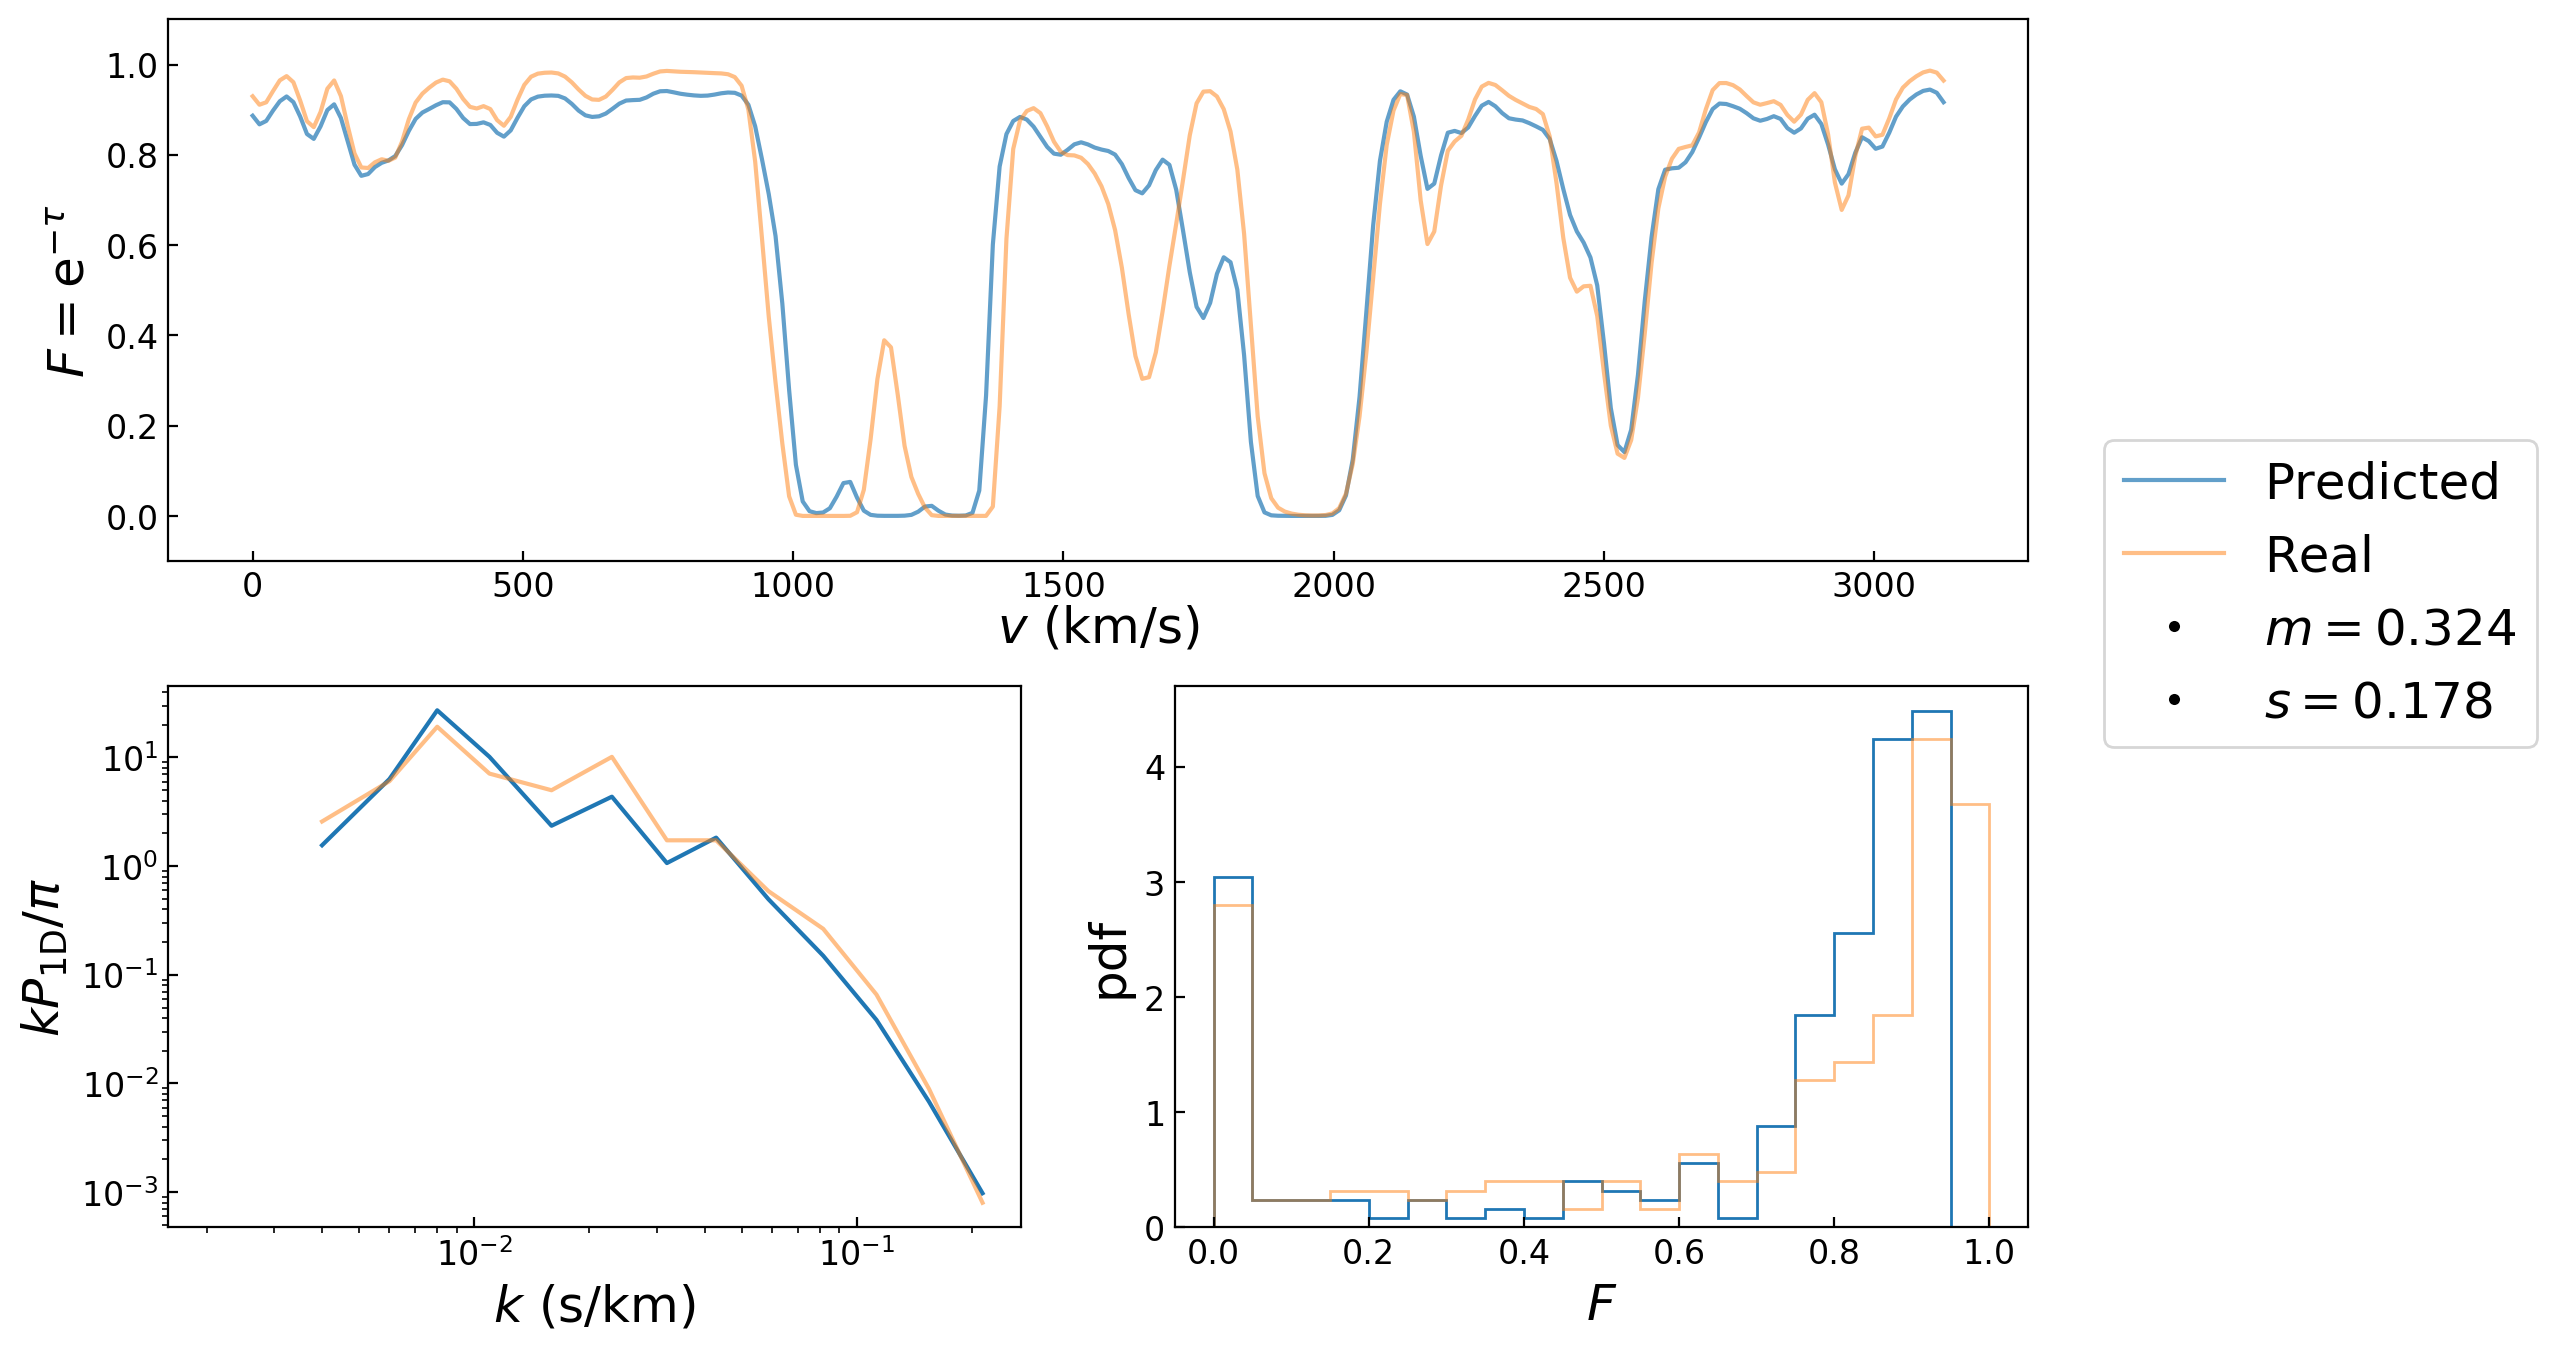 1.0
0.8
0.6
0.4
0.2
0.0
F = e^{−τ}
0 500 1000 1500 2000 2500 3000
v (km/s)
Predicted
Real
m = 0.324
s = 0.178
10^1
10^0
10^{−1}
10^{−2}
10^{−3}
kP_{1D}/π
10^{−2} 10^{−1}
k (s/km)
4
3
2
1
0
pdf
0.0 0.2 0.4 0.6 0.8 1.0
F